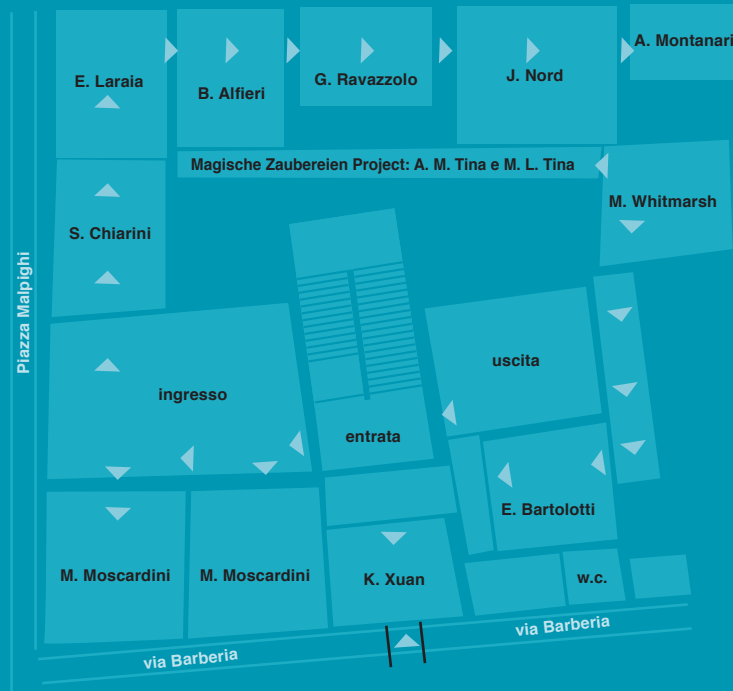 E. Laraia
B. Alfieri
G. Ravazzolo
J. Nord
A. Montanari
Magische Zaubereien Project: A. M. Tina e M. L. Tina
M. Whitmarsh
S. Chiarini
Piazza Malpighi
ingresso
uscita
entrata
E. Bartolotti
M. Moscardini
M. Moscardini
K. Xuan
w.c.
via Barberia
via Barberia